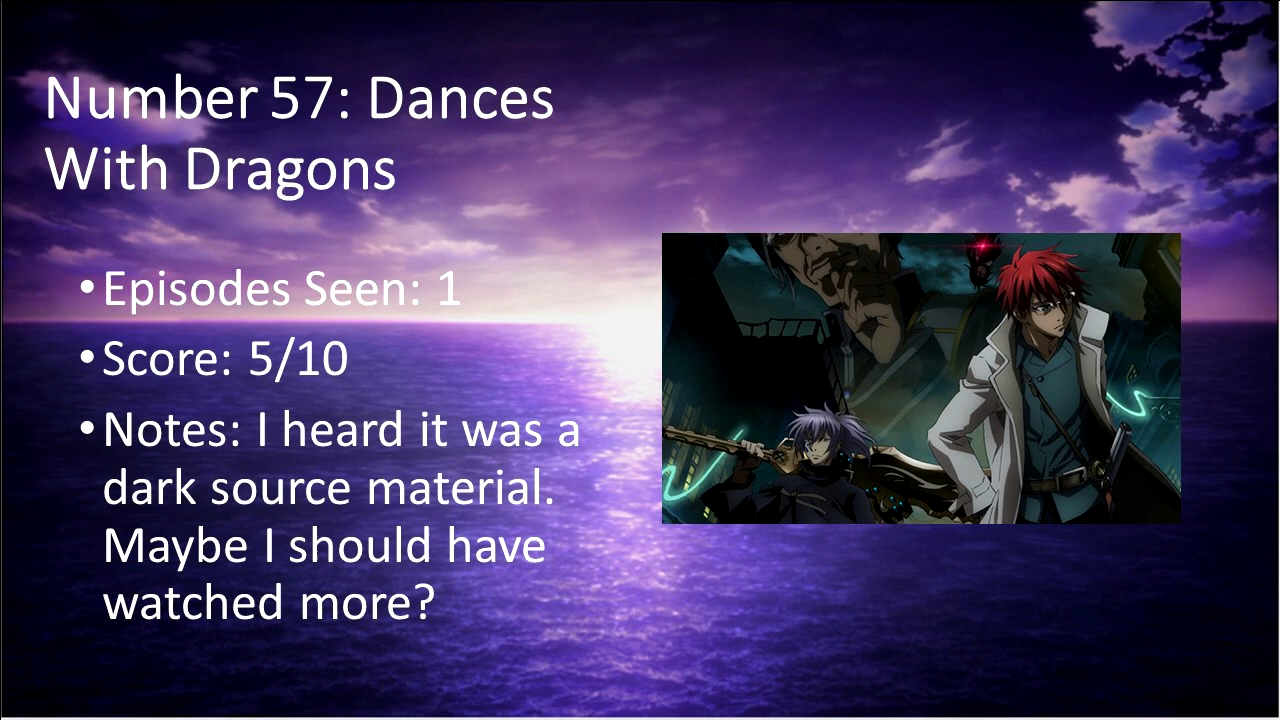 Number 57: Dances
With Dragons
•Episodes Seen: 1
•Score: 5/10
•Notes: I heard it was a
dark source material.
Maybe I should have
watched more?